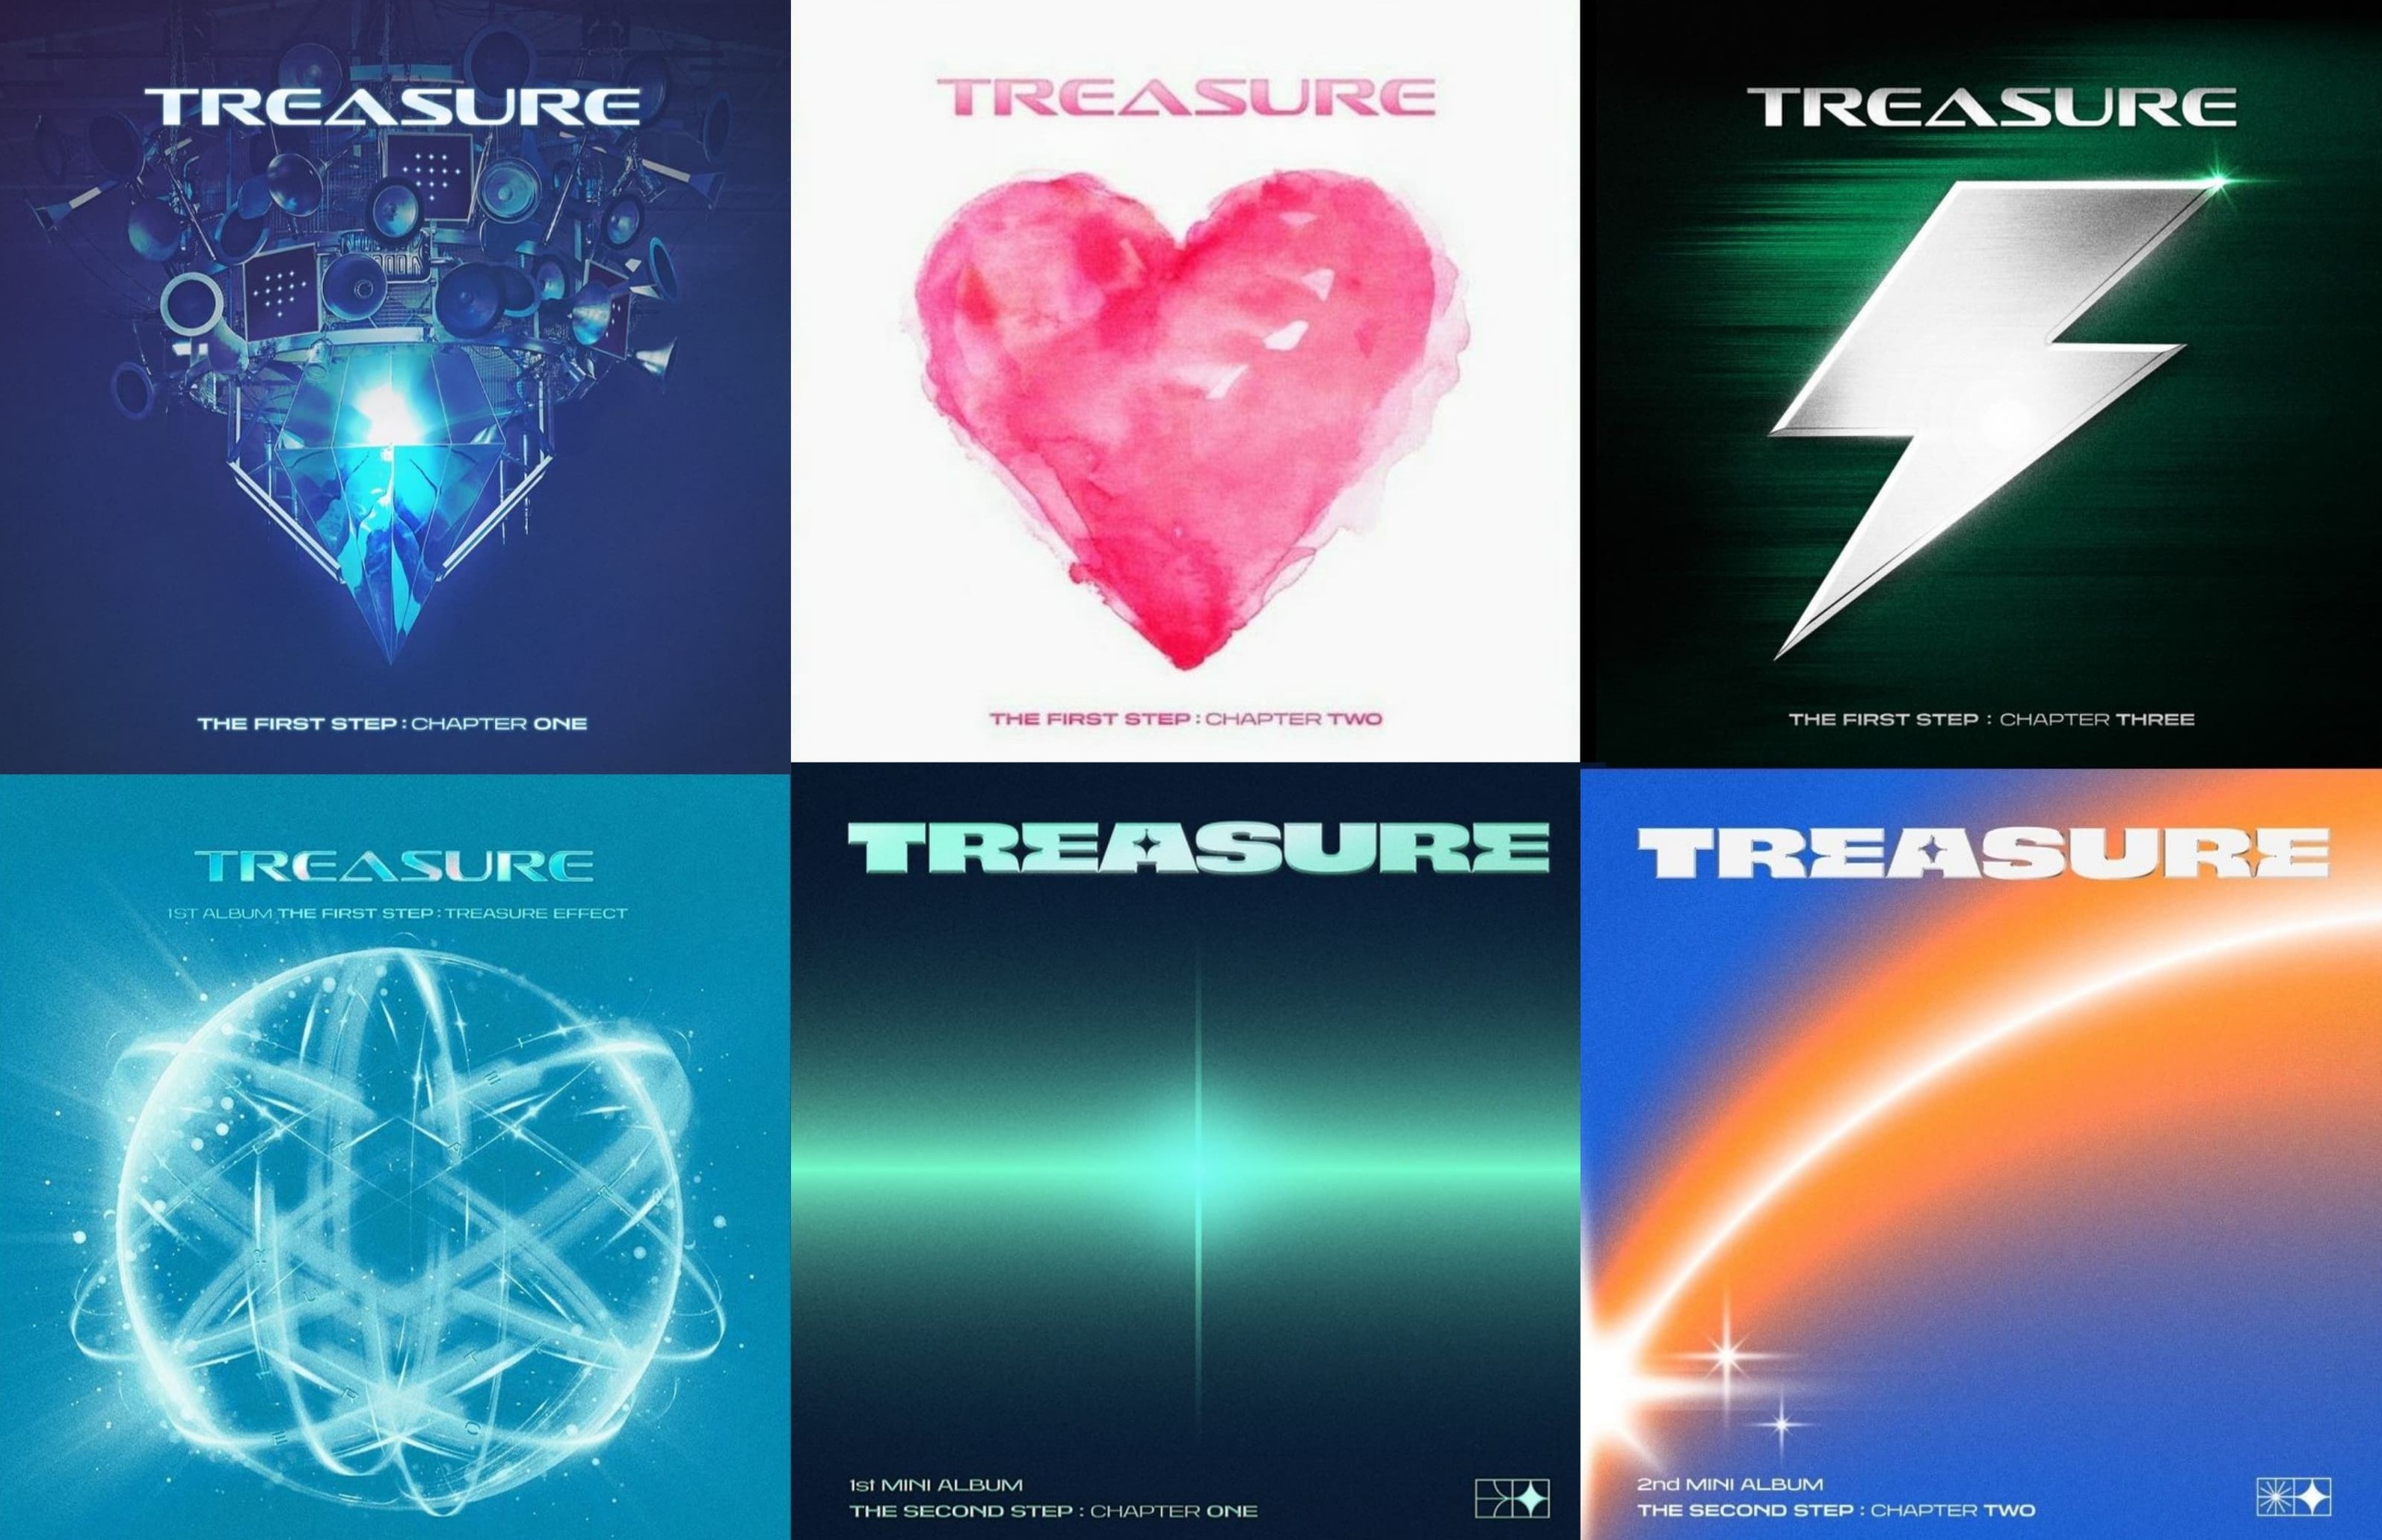 TREASURE
THE FIRST STEP : CHAPTER ONE
TREASURE
THE FIRST STEP : CHAPTER TWO
TREASURE
THE FIRST STEP : CHAPTER THREE
TREASURE
1ST ALBUM THE FIRST STEP : TREASURE EFFECT
TREASURE
1st MINI ALBUM
THE SECOND STEP : CHAPTER ONE
TREASURE
2nd MINI ALBUM
THE SECOND STEP : CHAPTER TWO